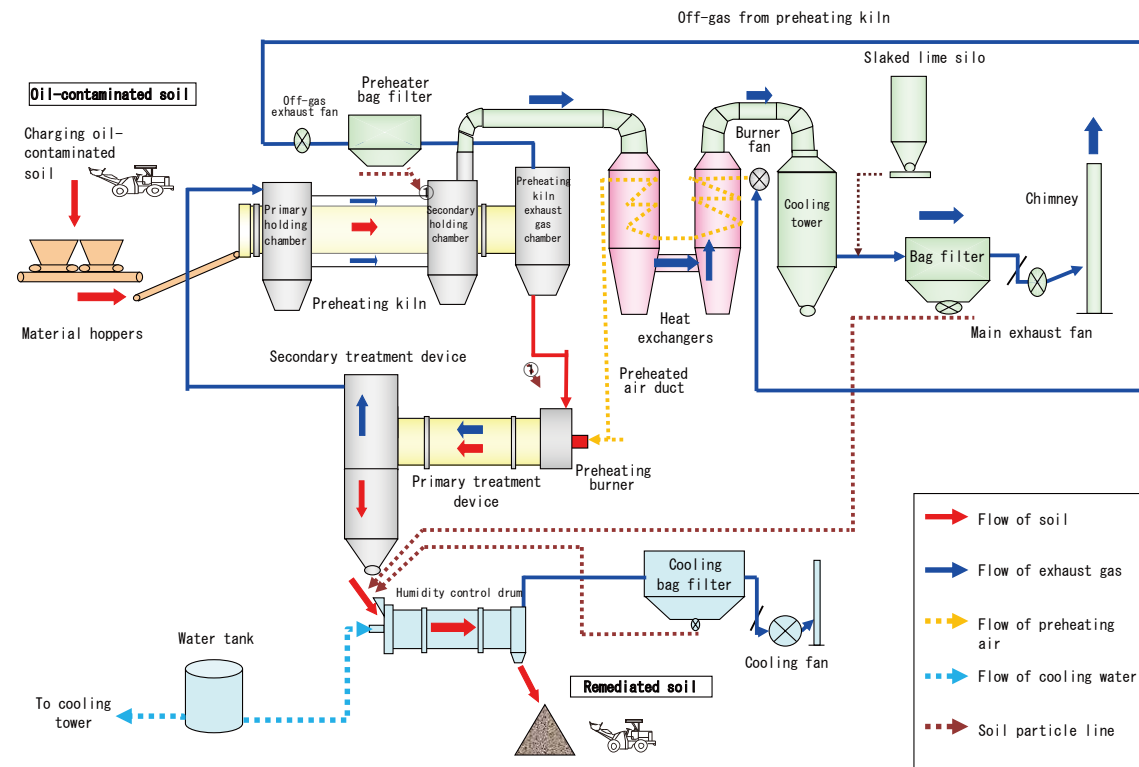 Off-gas from preheating kiln
Oil-contaminated soil
Charging oil-
contaminated
soil
Off-gas
exhaust fan
Preheater
bag filter
Slaked lime silo
Burner
fan
Primary
holding
chamber
Secondary
holding
chamber
Preheating
kiln
exhaust
gas
chamber
Cooling
tower
Chimney
Bag filter
Material hoppers
Preheating kiln
Heat
exchangers
Main exhaust fan
Secondary treatment device
Preheated
air duct
Primary treatment
device
Preheating
burner
Flow of soil
Flow of exhaust gas
Flow of preheating
air
Flow of cooling water
Soil particle line
Humidity control drum
Cooling
bag filter
Cooling fan
Water tank
To cooling
tower
Remediated soil